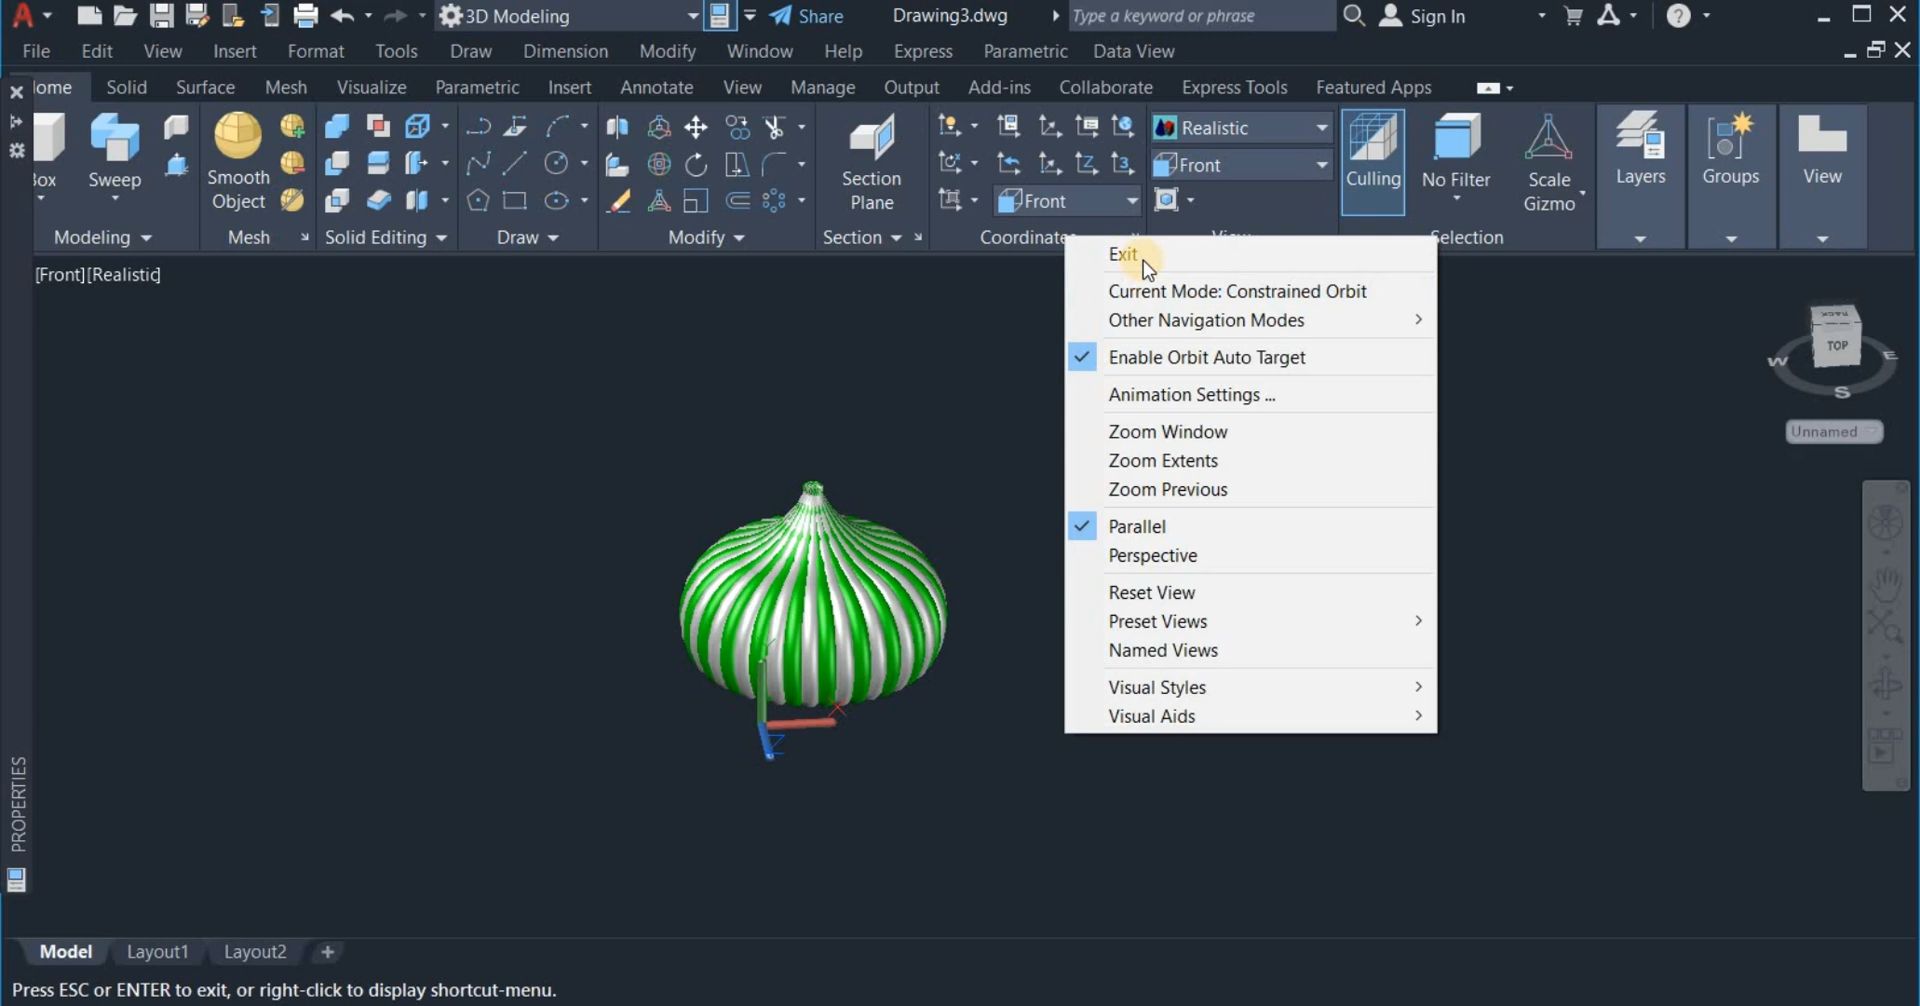 3D Modeling Share Drawing3.dwg Type a keyword or phrase Sign In
File Edit View Insert Format Tools Draw Dimension Modify Window Help Express Parametric Data View
ome Solid Surface Mesh Visualize Parametric Insert Annotate View Manage Output Add-ins Collaborate Express Tools Featured Apps
Box Sweep Smooth Object Section Plane Realistic Front Front Culling No Filter Scale Gizmo Layers Groups View
Modeling Mesh Solid Editing Draw Modify Section Coordinates View Selection
[Front][Realistic]
Exit
Current Mode: Constrained Orbit
Other Navigation Modes
Enable Orbit Auto Target
Animation Settings ...
Zoom Window
Zoom Extents
Zoom Previous
Parallel
Perspective
Reset View
Preset Views
Named Views
Visual Styles
Visual Aids
BACK
TOP
W E
S
Unnamed
Y
X
Z
PROPERTIES
Model Layout1 Layout2 +
Press ESC or ENTER to exit, or right-click to display shortcut-menu.